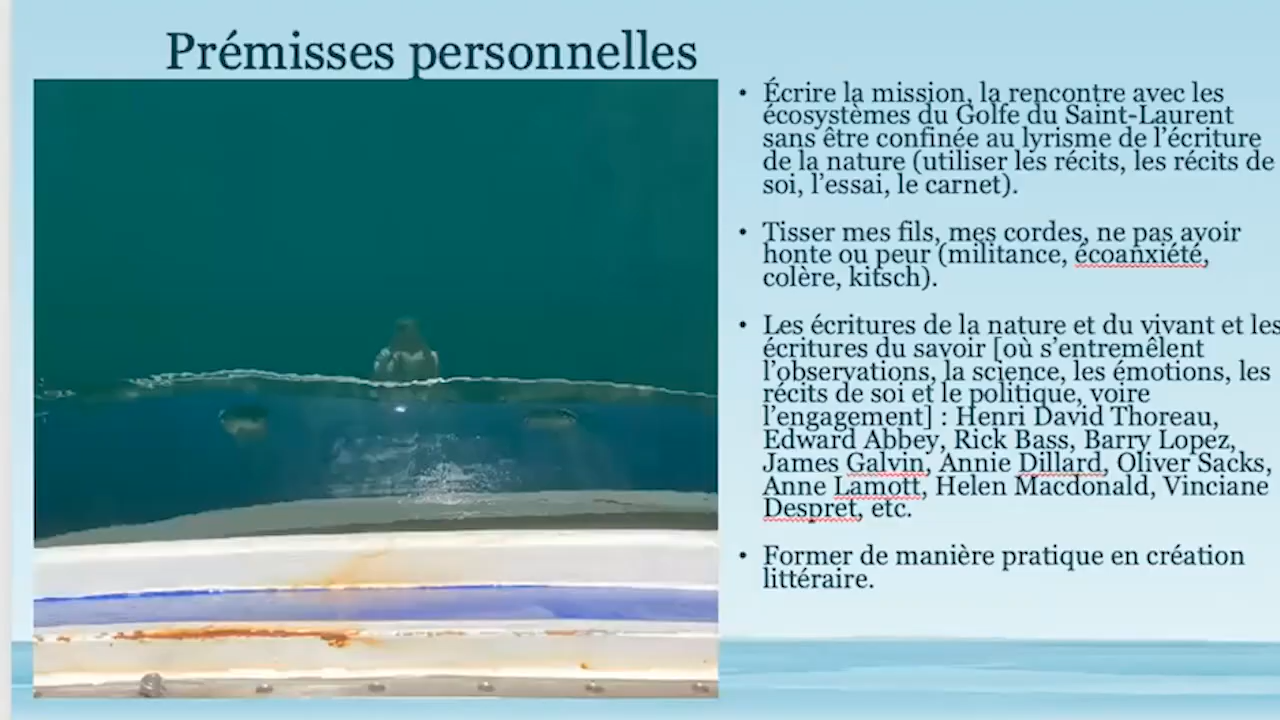 Prémisses personnelles
• Écrire la mission, la rencontre avec les
écosystèmes du Golfe du Saint-Laurent
sans être confinée au lyrisme de l'écriture
de la nature (utiliser les récits, les récits de
soi, l'essai, le carnet).
• Tisser mes fils, mes cordes, ne pas avoir
honte ou peur (militance, écoanxiété,
colère, kitsch).
• Les écritures de la nature et du vivant et les
écritures du savoir [où s'entremêlent
l'observations, la science, les émotions, les
récits de soi et le politique, voire
l'engagement] : Henri David Thoreau,
Edward Abbey, Rick Bass, Barry Lopez,
James Galvin, Annie Dillard, Oliver Sacks,
Anne Lamott, Helen Macdonald, Vinciane
Despret, etc.
• Former de manière pratique en création
littéraire.